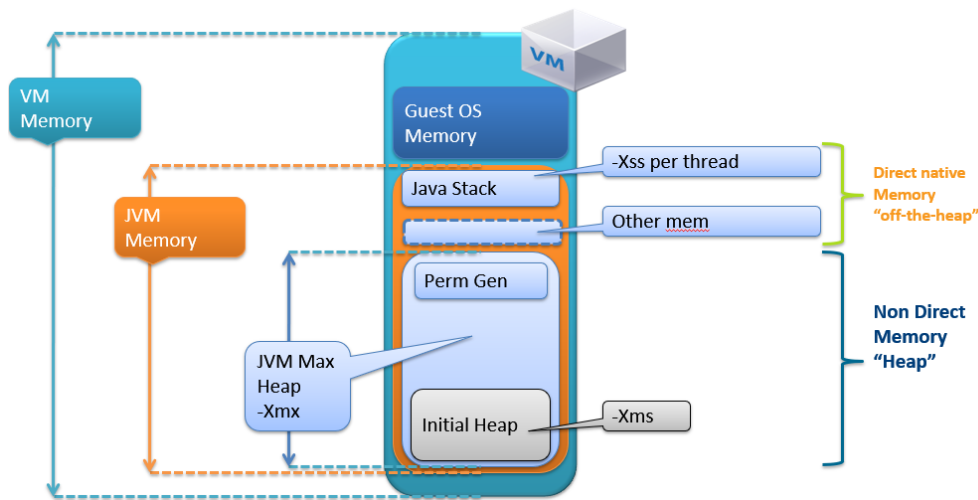 VM
VM
Memory
Guest OS
Memory
-Xss per thread
Java Stack
Direct native
Memory
“off-the-heap”
JVM
Memory
Other mem
Perm Gen
Non Direct
Memory
“Heap”
JVM Max
Heap
-Xmx
Initial Heap
-Xms